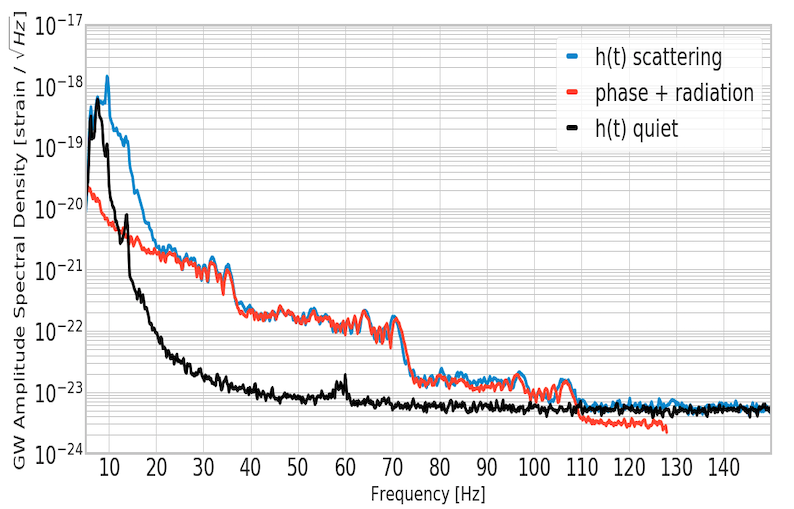 GW Amplitude Spectral Density [strain / √Hz]
10⁻¹⁷
10⁻¹⁸
10⁻¹⁹
10⁻²⁰
10⁻²¹
10⁻²²
10⁻²³
10⁻²⁴
h(t) scattering
phase + radiation
h(t) quiet
10 20 30 40 50 60 70 80 90 100 110 120 130 140
Frequency [Hz]